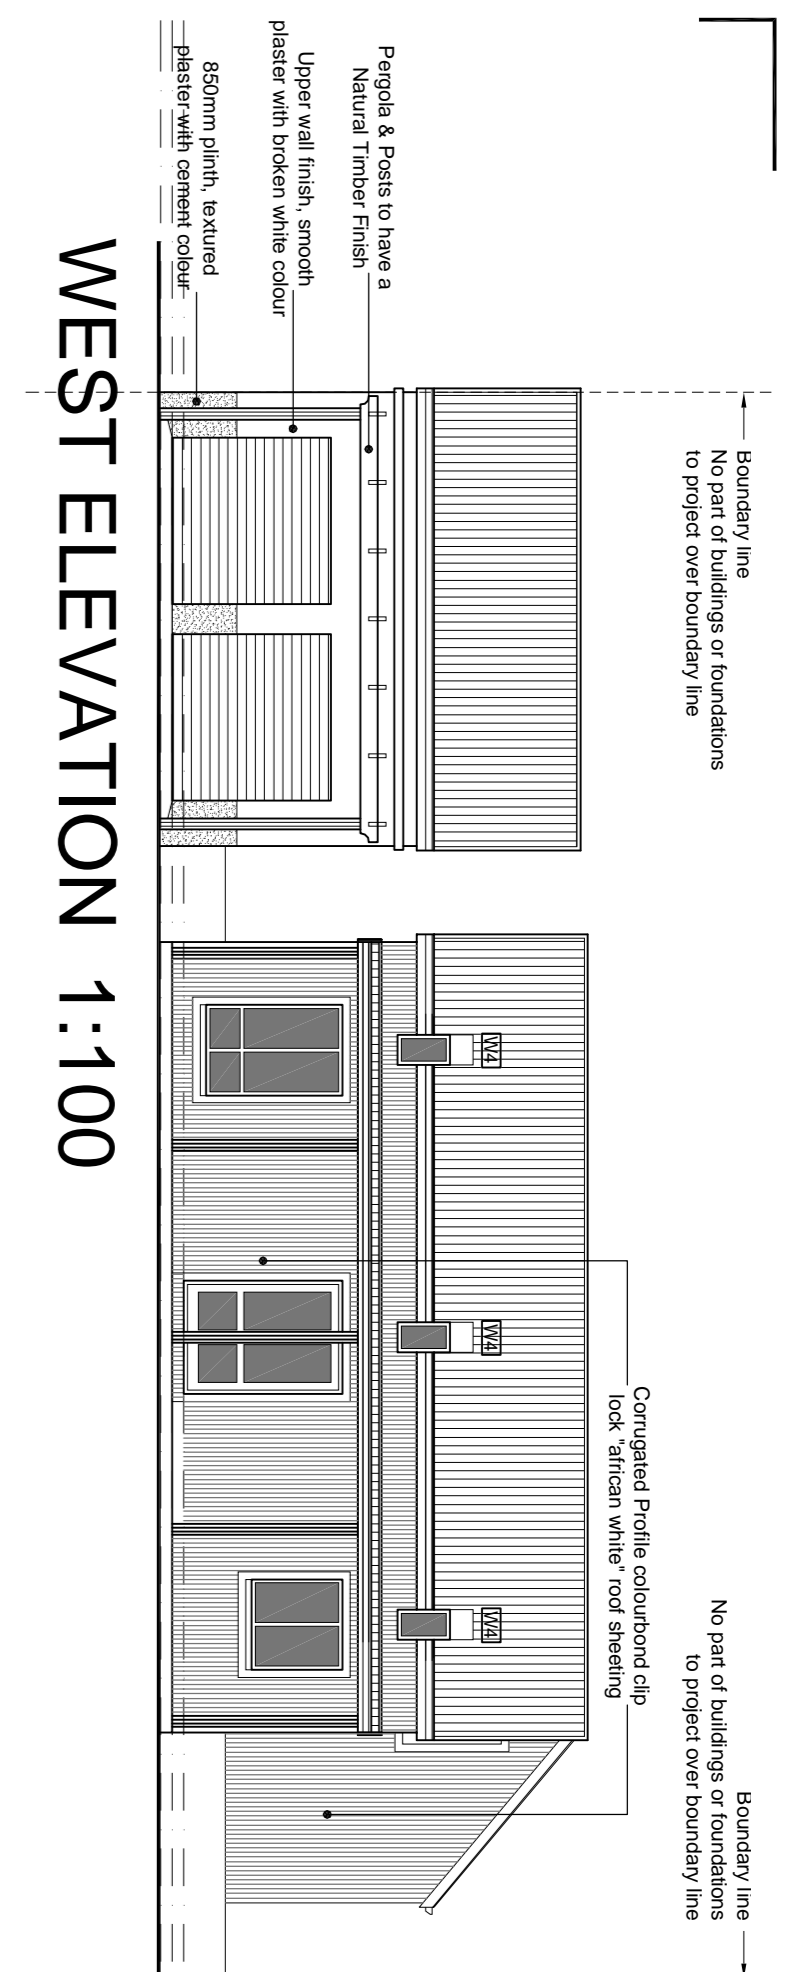 Boundary line
No part of buildings or foundations
to project over boundary line
Boundary line
No part of buildings or foundations
to project over boundary line
Corrugated Profile colourbond clip
lock "african white" roof sheeting
W4
W4
W4
Pergola & Posts to have a
Natural Timber Finish
Upper wall finish, smooth
plaster with broken white colour
850mm plinth, textured
plaster with cement colour
WEST ELEVATION 1:100